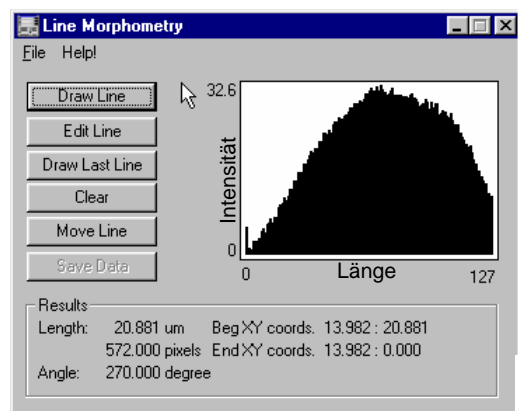 Line Morphometry
File Help!
Draw Line
Edit Line
Draw Last Line
Clear
Move Line
Save Data
32.6
Intensität
0
0 Länge 127
Results
Length: 20.881 um Beg XY coords. 13.982 : 20.881
572.000 pixels End XY coords. 13.982 : 0.000
Angle: 270.000 degree